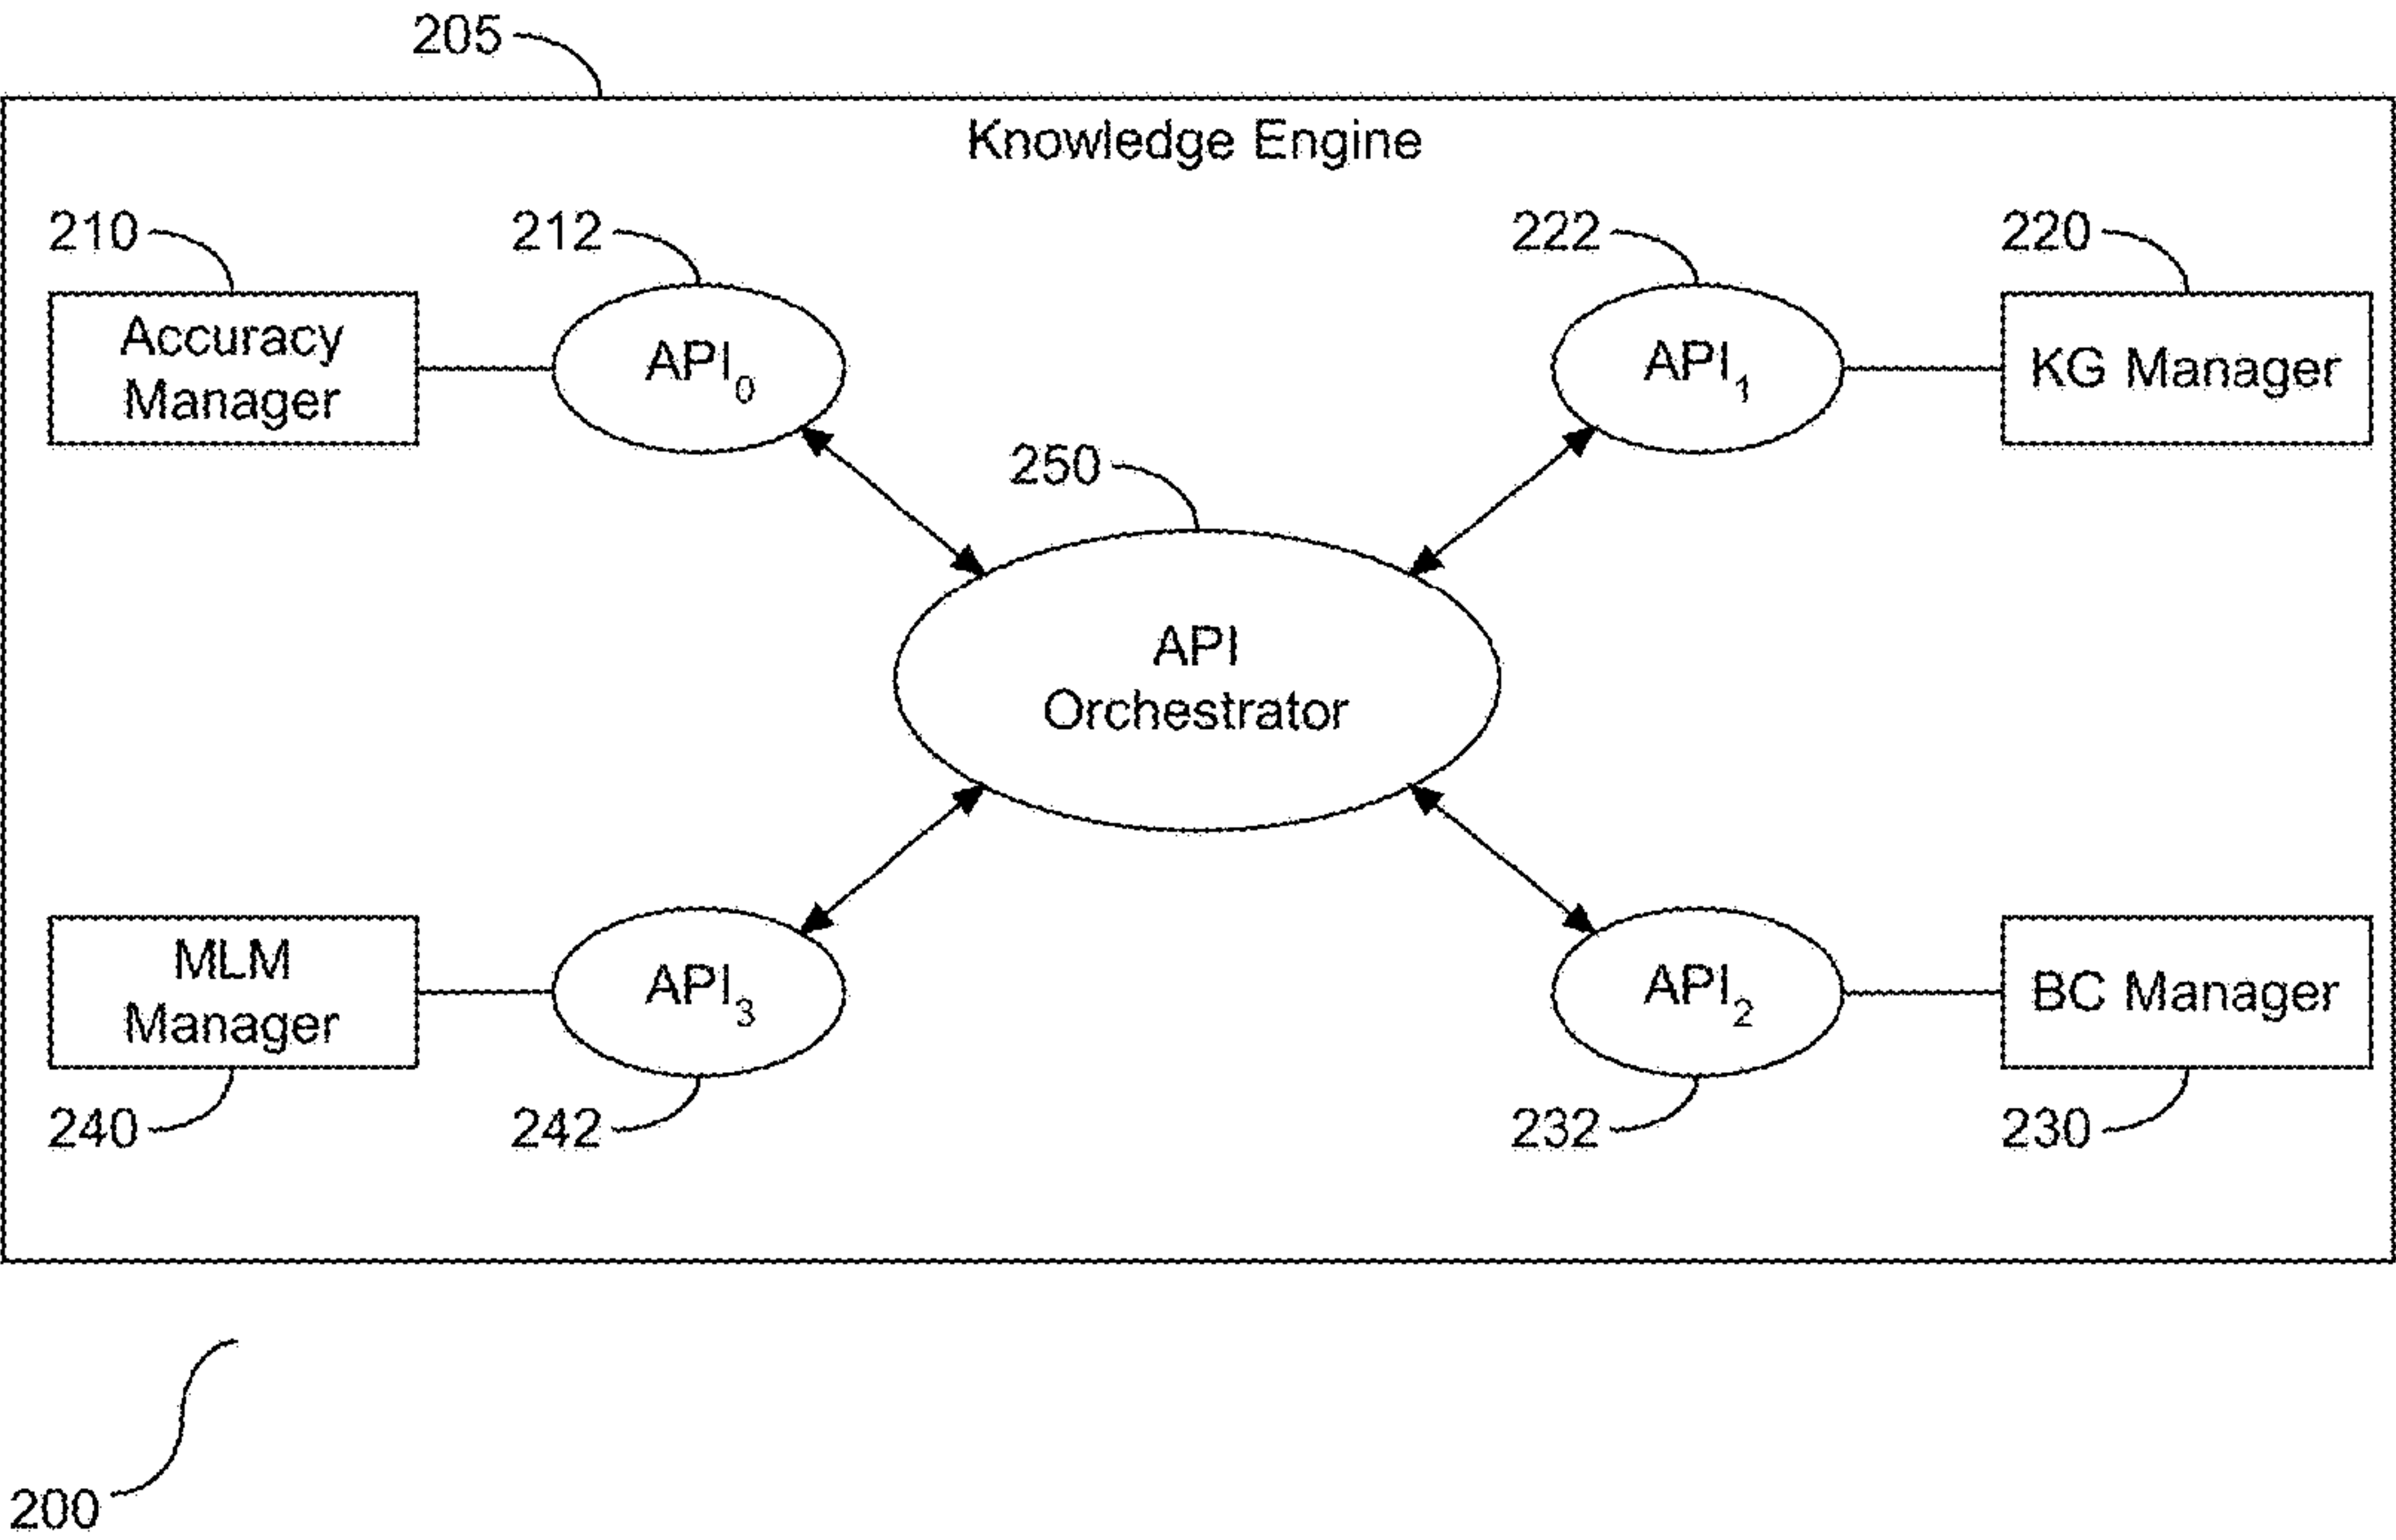 205
Knowledge Engine
210
212
222
220
Accuracy
Manager
API0
API1
KG Manager
250
API
Orchestrator
MLM
Manager
API3
API2
BC Manager
240
242
232
230
200